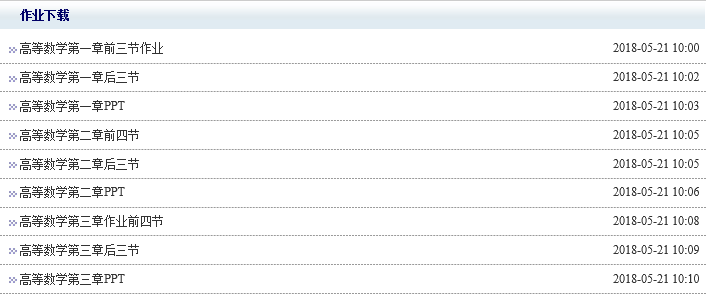 作业下载
高等数学第一章前三节作业 2018-05-21 10:00
高等数学第一章后三节 2018-05-21 10:02
高等数学第一章PPT 2018-05-21 10:03
高等数学第二章前四节 2018-05-21 10:05
高等数学第二章后三节 2018-05-21 10:05
高等数学第二章PPT 2018-05-21 10:06
高等数学第三章作业前四节 2018-05-21 10:08
高等数学第三章后三节 2018-05-21 10:09
高等数学第三章PPT 2018-05-21 10:10